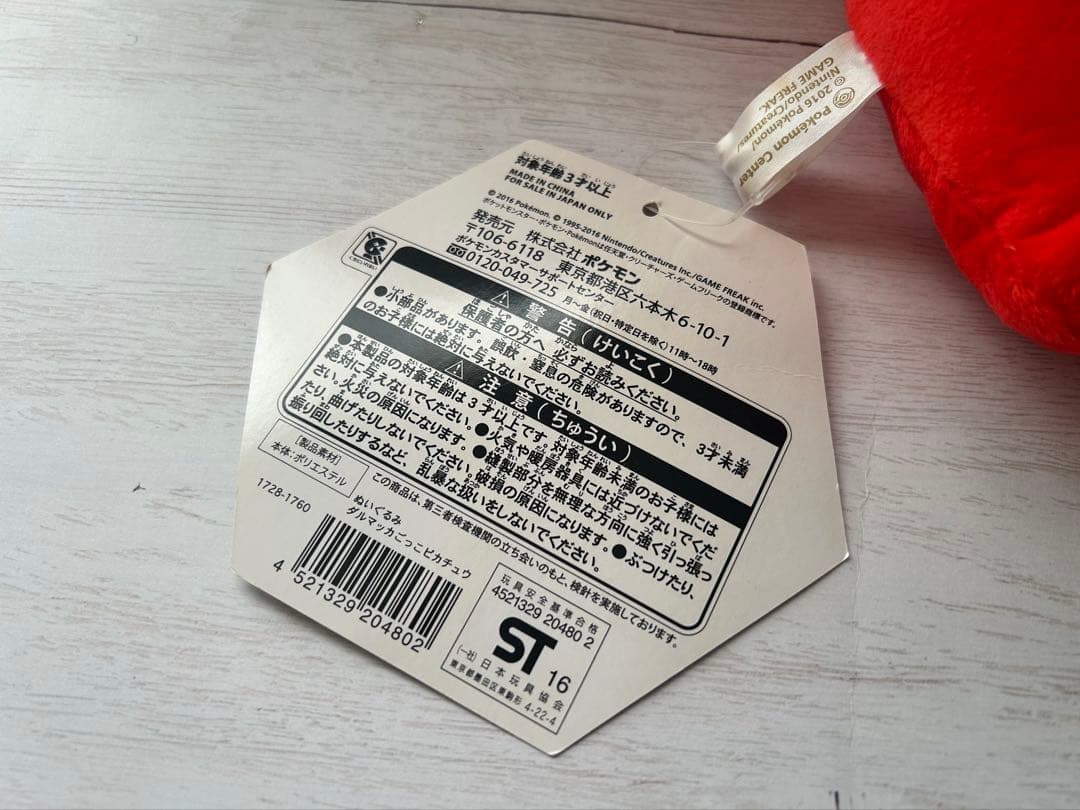 対象年齢3才以上
MADE IN CHINA
FOR SALE IN JAPAN ONLY
© 2016 Pokémon. © 1995-2016 Nintendo/Creatures Inc./GAME FREAK inc.
ポケットモンスター・ポケモン・Pokémonは任天堂・クリーチャーズ・ゲームフリークの登録商標です。
発売元 株式会社ポケモン
〒106-6118 東京都港区六本木6-10-1
ポケモンカスタマーサポートセンター
0120-049-725 月~金(祝日・特定日を除く)11時~18時
警告(けいこく)
保護者の方へ 必ずお読みください。
●小部品があります。誤飲・窒息の危険がありますので、3才未満
のお子様には絶対に与えないでください。
注意(ちゅうい)
●本製品の対象年齢は3才以上です。対象年齢未満のお子様には
絶対に与えないでください。●火気や暖房器具には近づけないでくだ
さい。火災の原因になります。●縫製部分を無理な方向に強く引っ張っ
たり、曲げたりしないでください。破損の原因になります。●ぶつけたり、
振り回したりするなど、乱暴な扱いをしないでください。
[製品素材]
本体:ポリエステル
この商品は、第三者検査機関の立ち会いのもと、検針を実施しております。
1728-1760
ぬいぐるみ
ダルマッカごっこピカチュウ
4 521329 204802
玩具安全基準合格
4521329 20480 2
ST 16
(一社)日本玩具協会
東京都墨田区東駒形 4-22-4
Pokémon Center
© 2016 Pokémon/
Nintendo/Creatures/
GAME FREAK.